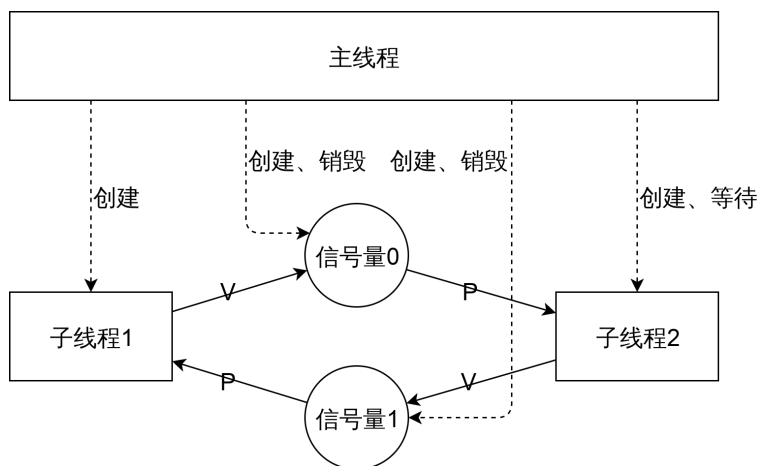 主线程
创建、销毁
创建、销毁
创建
创建、等待
信号量0
V
P
子线程1
子线程2
P
V
信号量1